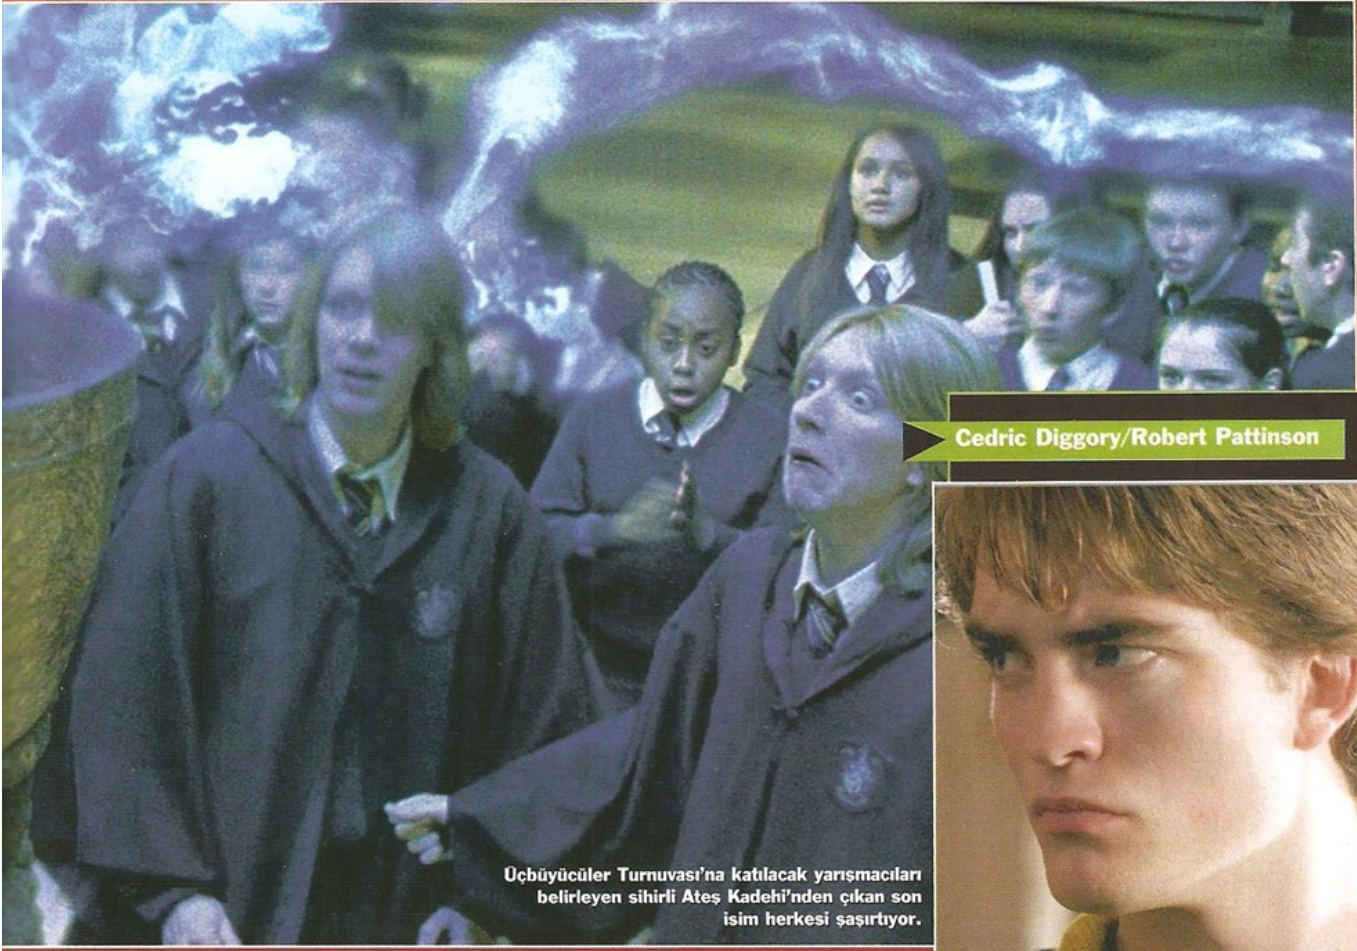 Cedric Diggory/Robert Pattinson
Üçbüyücüler Turnuvası'na katılacak yarışmacıları
belirleyen sihirli Ateş Kadehi'nden çıkan son
isim herkesi şaşırtıyor.